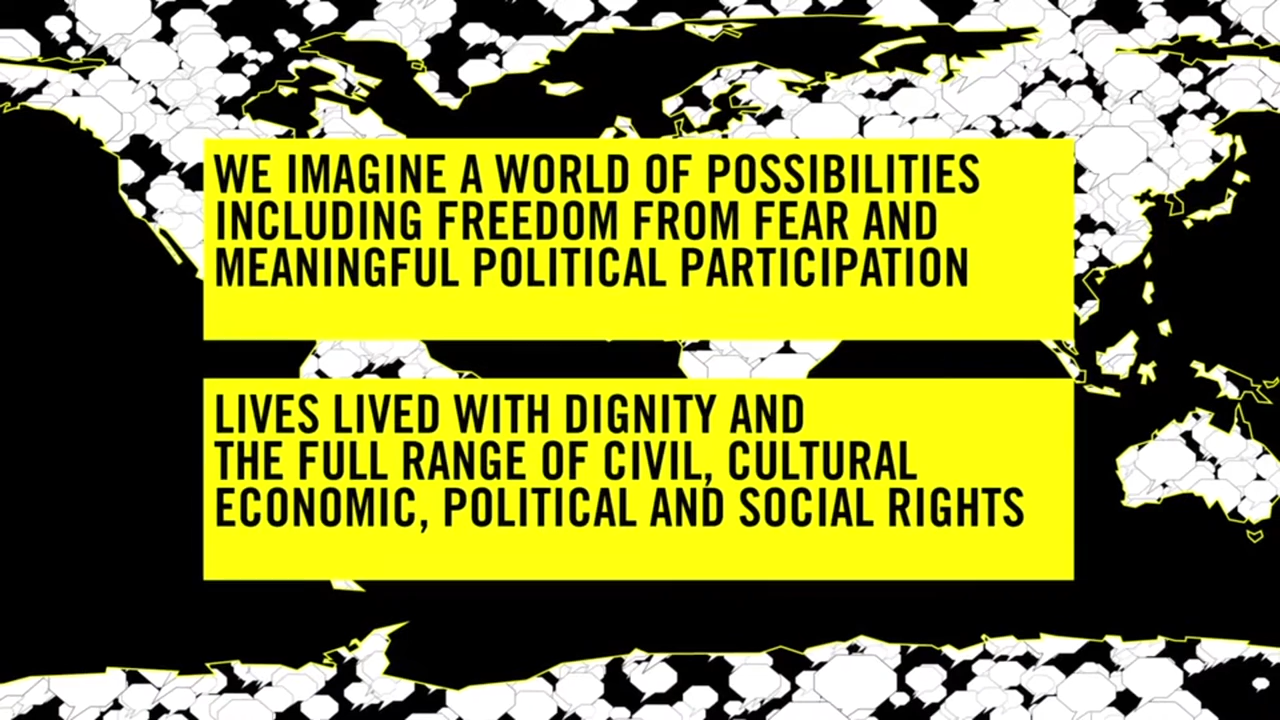 WE IMAGINE A WORLD OF POSSIBILITIES
INCLUDING FREEDOM FROM FEAR AND
MEANINGFUL POLITICAL PARTICIPATION
LIVES LIVED WITH DIGNITY AND
THE FULL RANGE OF CIVIL, CULTURAL
ECONOMIC, POLITICAL AND SOCIAL RIGHTS